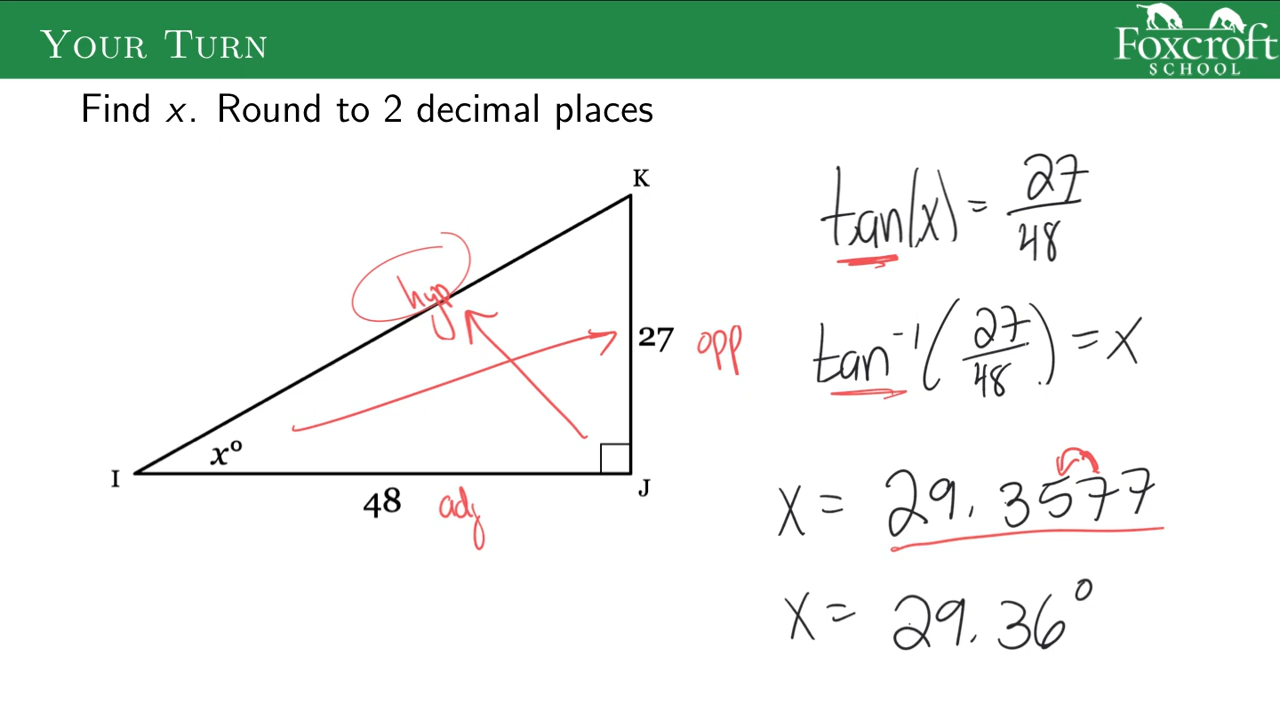 YOUR TURN
Foxcroft
SCHOOL
Find x. Round to 2 decimal places
K
hyp
27 opp
x°
I
J
48 adj
tan(x) = 27/48
tan⁻¹(27/48) = x
x = 29.3577
x = 29.36°